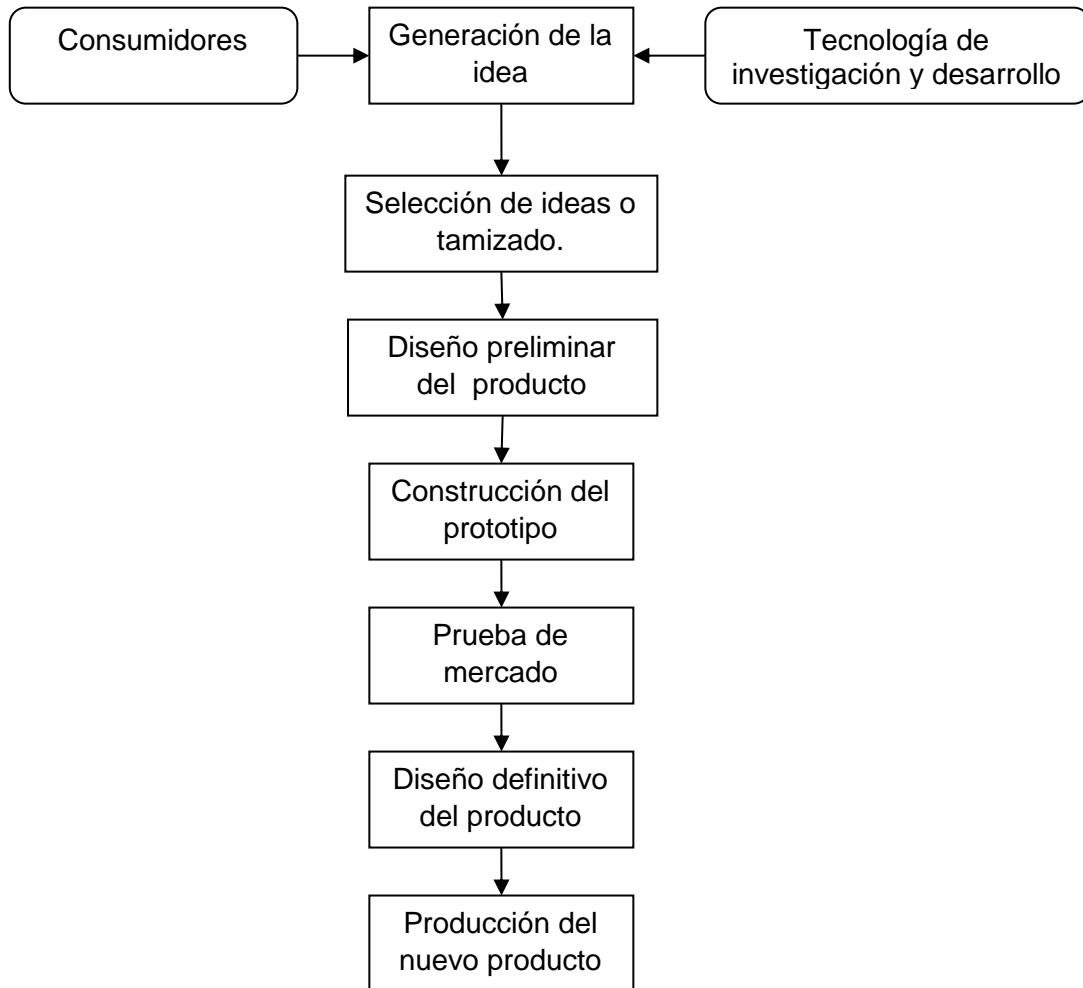 Consumidores
Generación de la
idea
Tecnología de
investigación y desarrollo
Selección de ideas o
tamizado.
Diseño preliminar
del  producto
Construcción del
prototipo
Prueba de
mercado
Diseño definitivo
del producto
Producción del
nuevo producto